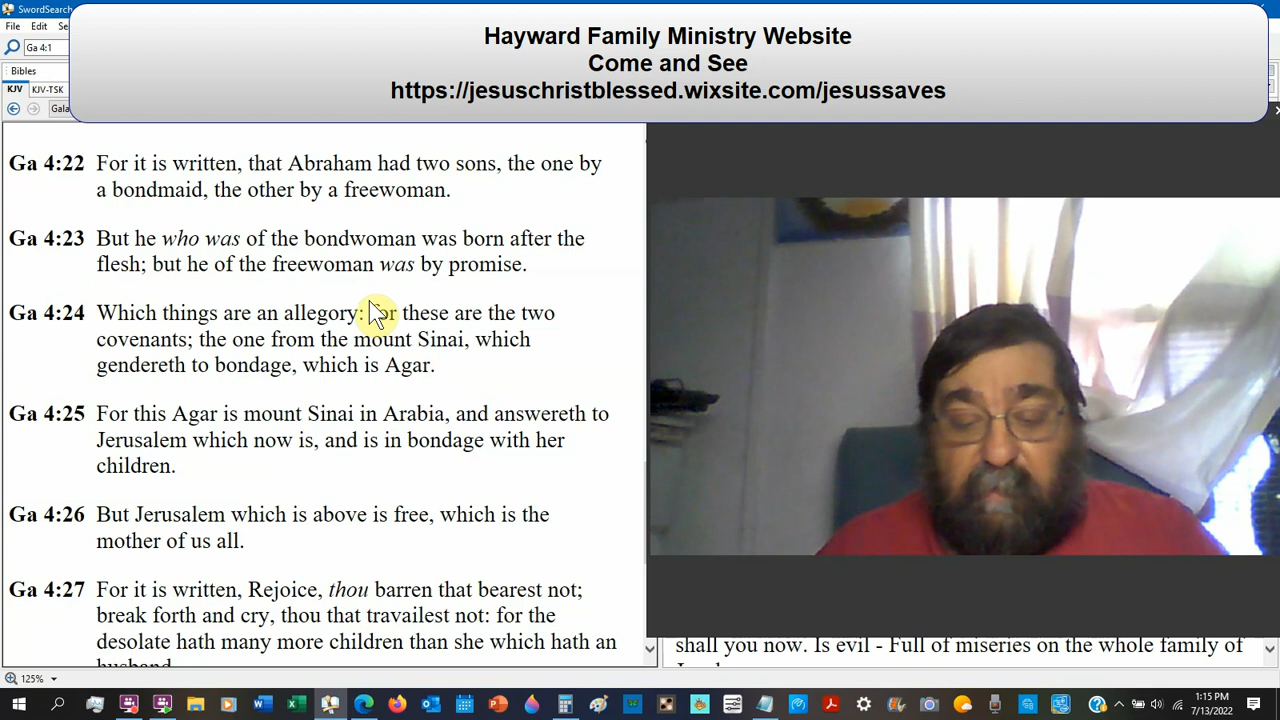 SwordSearch
Hayward Family Ministry Website
Come and See
https://jesuschristblessed.wixsite.com/jesussaves
File Edit
Ga 4:1
Bibles
KJV KJV-TSK
Ga 4:22 For it is written, that Abraham had two sons, the one by
a bondmaid, the other by a freewoman.
Ga 4:23 But he who was of the bondwoman was born after the
flesh; but he of the freewoman was by promise.
Ga 4:24 Which things are an allegory: for these are the two
covenants; the one from the mount Sinai, which
gendereth to bondage, which is Agar.
Ga 4:25 For this Agar is mount Sinai in Arabia, and answereth to
Jerusalem which now is, and is in bondage with her
children.
Ga 4:26 But Jerusalem which is above is free, which is the
mother of us all.
Ga 4:27 For it is written, Rejoice, thou barren that bearest not;
break forth and cry, thou that travailest not: for the
desolate hath many more children than she which hath an
husband
shall you now. Is evil - Full of miseries on the whole family of
125%
1:15 PM
7/13/2022